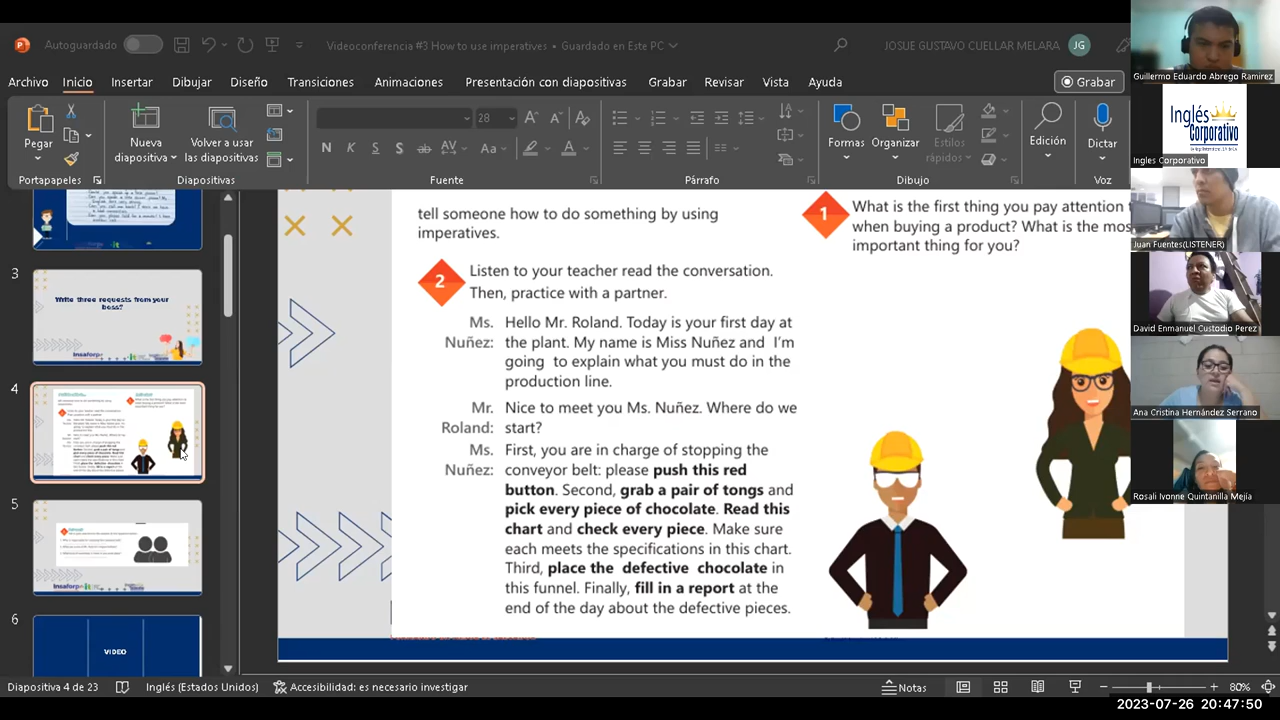 Autoguardado
Videoconferencia #3 How to use imperatives • Guardado en Este PC
JOSUE GUSTAVO CUELLAR MELARA
JG
Archivo Inicio Insertar Dibujar Diseño Transiciones Animaciones Presentación con diapositivas Grabar Revisar Vista Ayuda
Grabar
Pegar
Nueva diapositiva
Volver a usar las diapositivas
28
N K S S ab AV Aa A
Formas
Organizar
Estilos rápidos
Edición
Dictar
Portapapeles
Diapositivas
Fuente
Párrafo
Dibujo
Voz
3
Write three requests from your
boss?
Insaforp
4
5
Insaforp
6
VIDEO
tell someone how to do something by using
imperatives.
2
Listen to your teacher read the conversation.
Then, practice with a partner.
Ms. Hello Mr. Roland. Today is your first day at
Nuñez: the plant. My name is Miss Nuñez and I'm
going to explain what you must do in the
production line.
Mr. Nice to meet you Ms. Nuñez. Where do we
Roland: start?
Ms. First, you are in charge of stopping the
Nuñez: conveyor belt: please push this red
button. Second, grab a pair of tongs and
pick every piece of chocolate. Read this
chart and check every piece. Make sure
each meets the specifications in this chart.
Third, place the defective chocolate in
this funnel. Finally, fill in a report at the
end of the day about the defective pieces.
1
What is the first thing you pay attention
when buying a product? What is the
important thing for you?
Guillermo Eduardo Abrego Ramirez
Inglés
Corporativo
Ingles Corporativo
Juan Fuentes(LISTENER)
David Enmanuel Custodio Perez
Ana Cristina Hernández Serrano
Rosali Ivonne Quintanilla Mejía
Diapositiva 4 de 23
Inglés (Estados Unidos)
Accesibilidad: es necesario investigar
Notas
80%
2023-07-26 20:47:50